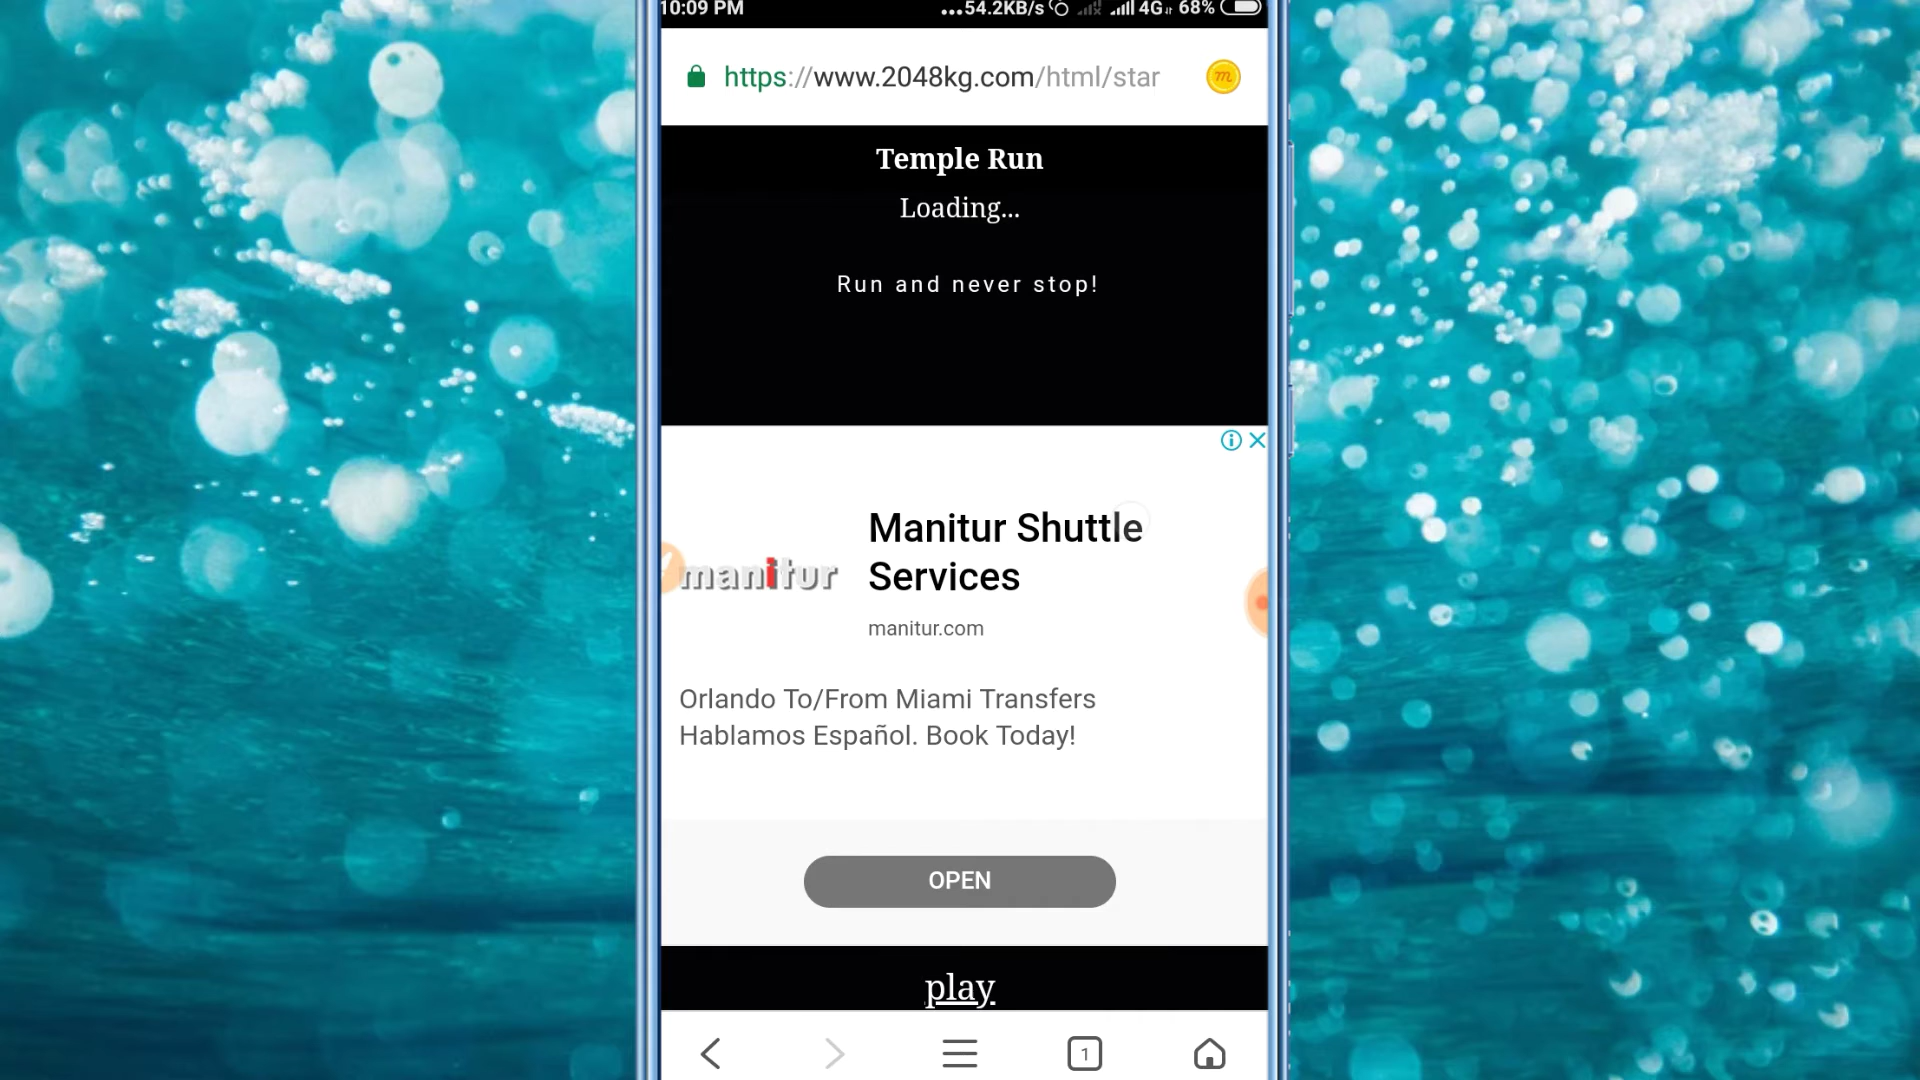 10:09 PM ...54.2KB/s 4G 68%
https://www.2048kg.com/html/star
m
Temple Run
Loading...
Run and never stop!
Manitur Shuttle
Services
manitur
manitur.com
Orlando To/From Miami Transfers
Hablamos Español. Book Today!
OPEN
play
1